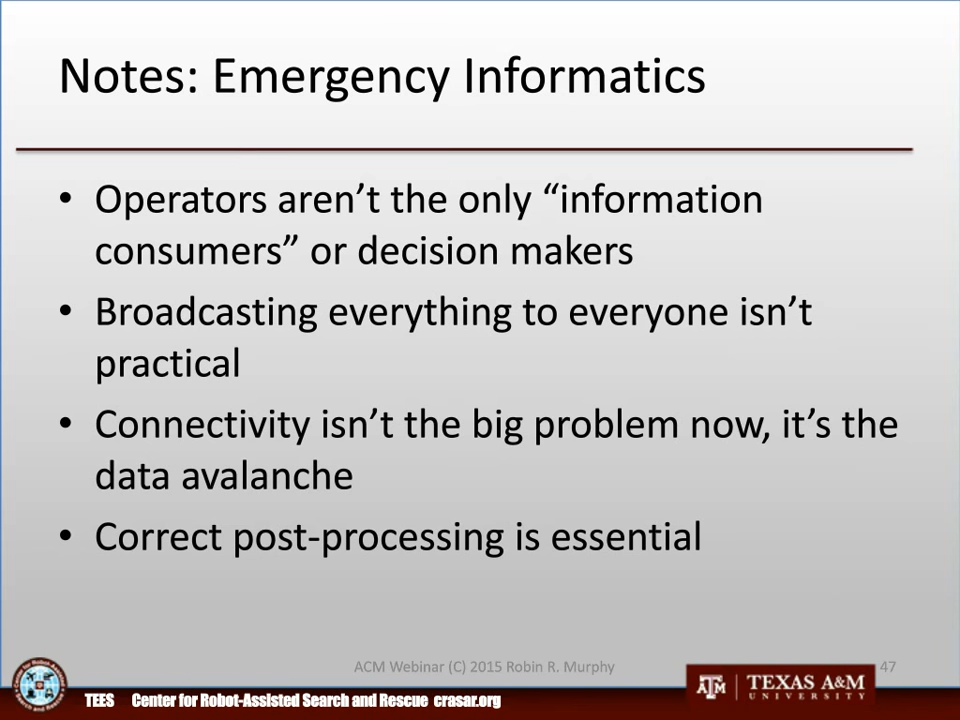 Notes: Emergency Informatics
• Operators aren’t the only “information
consumers” or decision makers
• Broadcasting everything to everyone isn’t
practical
• Connectivity isn’t the big problem now, it’s the
data avalanche
• Correct post-processing is essential
ACM Webinar (C) 2015 Robin R. Murphy
47
TEES Center for Robot-Assisted Search and Rescue crasar.org
ATM TEXAS A&M
UNIVERSITY